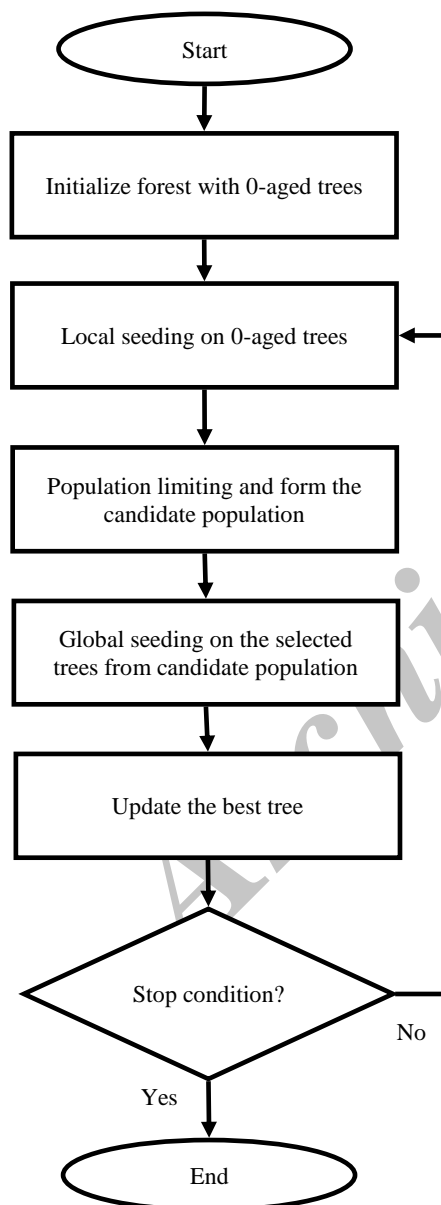 Start
Initialize forest with 0-aged trees
Local seeding on 0-aged trees
Population limiting and form the
candidate population
Global seeding on the selected
trees from candidate population
Update the best tree
Stop condition?
No
Yes
End